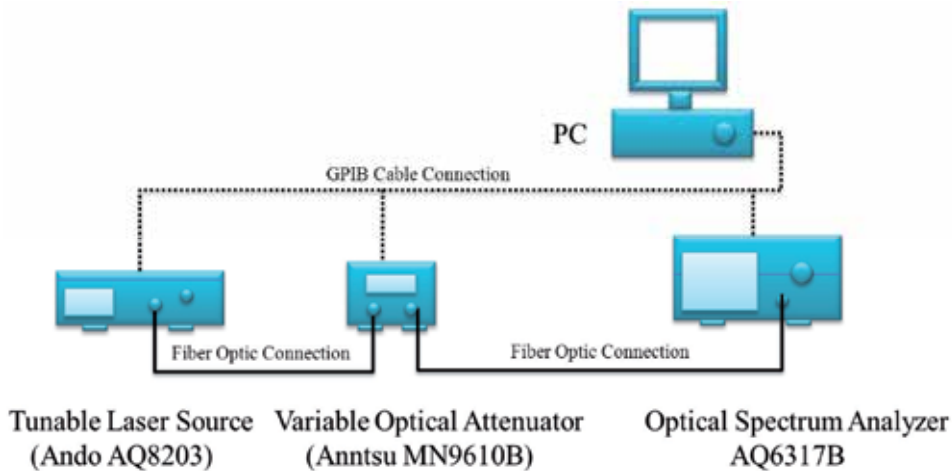 PC
GPIB Cable Connection
Fiber Optic Connection
Fiber Optic Connection
Tunable Laser Source
(Ando AQ8203)
Variable Optical Attenuator
(Anntsu MN9610B)
Optical Spectrum Analyzer
AQ6317B